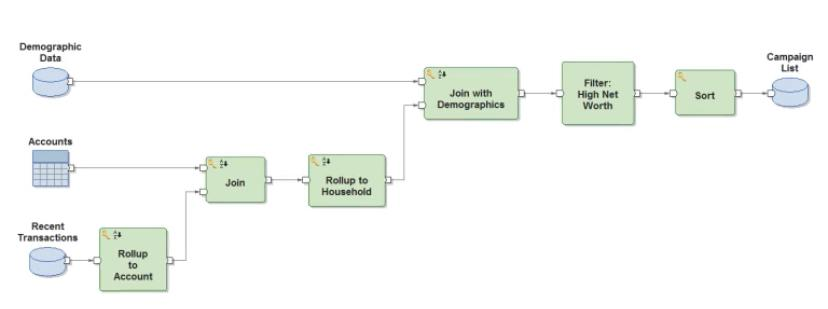 Demographic
Data
Join with
Demographics
Filter:
High Net
Worth
Sort
Campaign
List
Accounts
Join
Rollup to
Household
Recent
Transactions
Rollup
to
Account